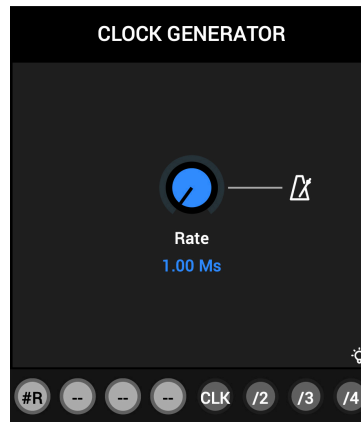 CLOCK GENERATOR
Rate
1.00 Ms
#R -- -- -- CLK /2 /3 /4